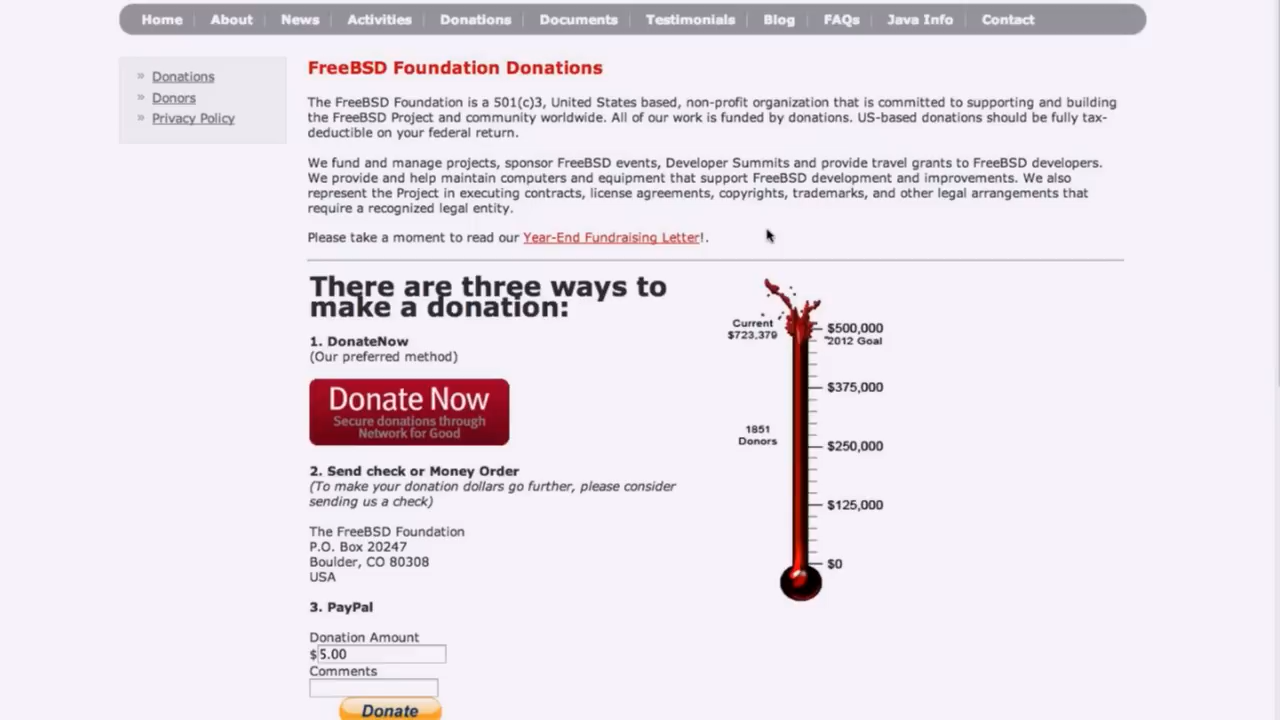 Home About News Activities Donations Documents Testimonials Blog FAQs Java Info Contact
» Donations
» Donors
» Privacy Policy
FreeBSD Foundation Donations
The FreeBSD Foundation is a 501(c)3, United States based, non-profit organization that is committed to supporting and building
the FreeBSD Project and community worldwide. All of our work is funded by donations. US-based donations should be fully tax-
deductible on your federal return.
We fund and manage projects, sponsor FreeBSD events, Developer Summits and provide travel grants to FreeBSD developers.
We provide and help maintain computers and equipment that support FreeBSD development and improvements. We also
represent the Project in executing contracts, license agreements, copyrights, trademarks, and other legal arrangements that
require a recognized legal entity.
Please take a moment to read our Year-End Fundraising Letter!.
There are three ways to
make a donation:
1. DonateNow
(Our preferred method)
Donate Now
Secure donations through
Network for Good
2. Send check or Money Order
(To make your donation dollars go further, please consider
sending us a check)
The FreeBSD Foundation
P.O. Box 20247
Boulder, CO 80308
USA
3. PayPal
Donation Amount
$5.00
Comments
Donate
Current
$723,379
$500,000
2012 Goal
$375,000
1851
Donors
$250,000
$125,000
$0